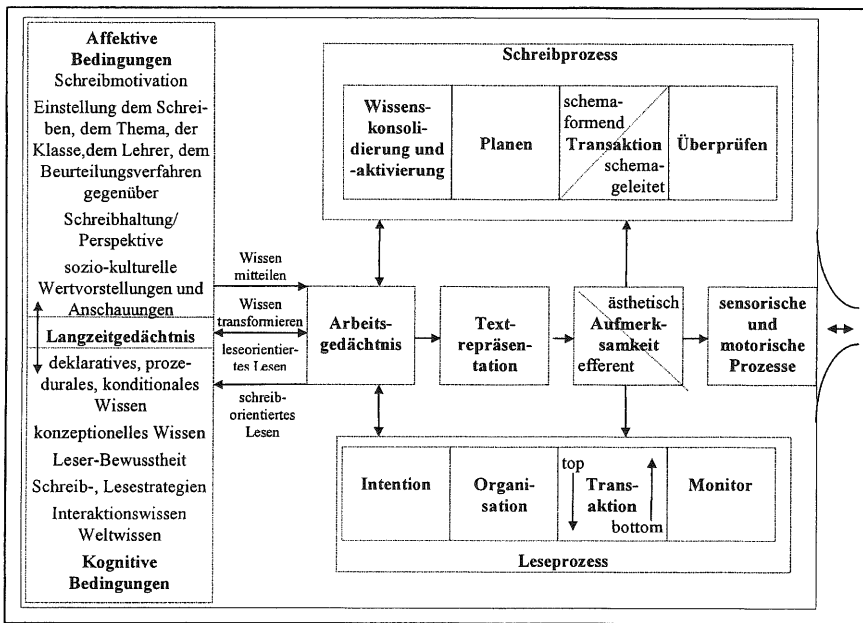 Affektive
Bedingungen
Schreibmotivation
Einstellung dem Schrei-
ben, dem Thema, der
Klasse,dem Lehrer, dem
Beurteilungsverfahren
gegenüber
Schreibhaltung/
Perspektive
sozio-kulturelle
Wertvorstellungen und
Anschauungen
Langzeitgedächtnis
deklaratives, proze-
durales, konditionales
Wissen
konzeptionelles Wissen
Leser-Bewusstheit
Schreib-, Lesestrategien
Interaktionswissen
Weltwissen
Kognitive
Bedingungen
Wissen
mitteilen
Wissen
transformieren
leseorientier-
tes Lesen
schreib-
orientiertes
Lesen
Schreibprozess
Wissens-
konsoli-
dierung und
-aktivierung
Planen
schema-
formend
Transaktion
schema-
geleitet
Überprüfen
Arbeits-
gedächtnis
Text-
repräsen-
tation
ästhetisch
Aufmerk-
samkeit
efferent
sensorische
und
motorische
Prozesse
Intention
Organi-
sation
top
Trans-
aktion
bottom
Monitor
Leseprozess